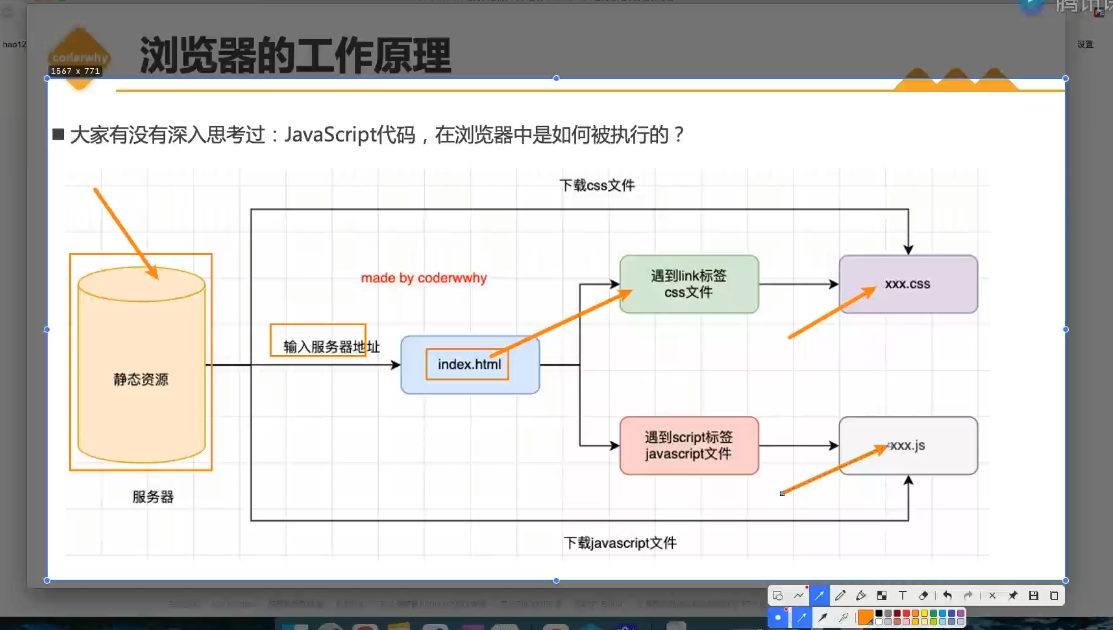 腾讯课
hao12
coderwhy
浏览器的工作原理
设置
1567 x 771
大家有没有深入思考过：JavaScript代码，在浏览器中是如何被执行的？
下载css文件
made by coderwwhy
遇到link标签
css文件
xxx.css
输入服务器地址
index.html
静态资源
遇到script标签
javascript文件
xxx.js
服务器
下载javascript文件
T